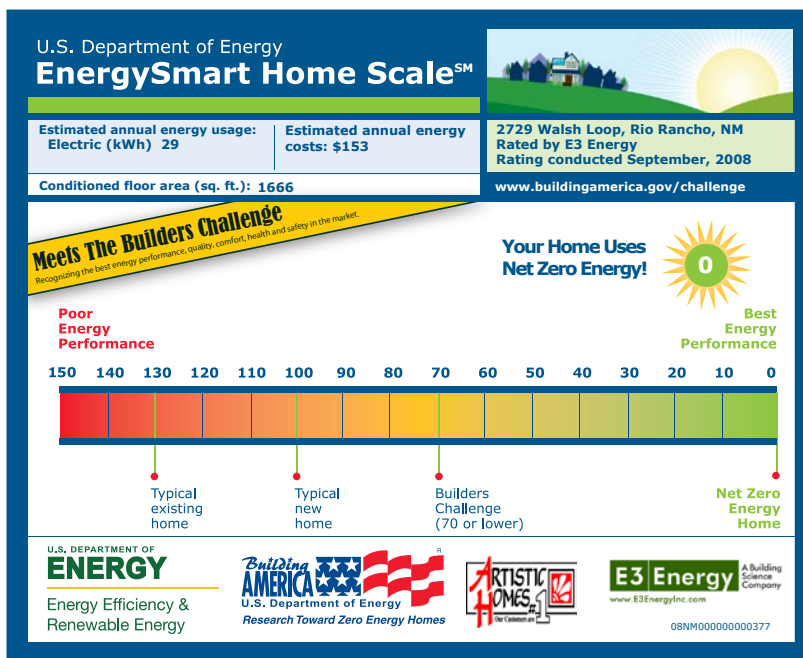 U.S. Department of Energy
EnergySmart Home Scale℠
Estimated annual energy usage:
Electric (kWh) 29
Estimated annual energy
costs: $153
Conditioned floor area (sq. ft.): 1666
2729 Walsh Loop, Rio Rancho, NM
Rated by E3 Energy
Rating conducted September, 2008
www.buildingamerica.gov/challenge
Meets The Builders Challenge
Recognizing the best energy performance, quality, comfort, health and safety in the market.
Your Home Uses
Net Zero Energy!
0
Poor
Energy
Performance
Best
Energy
Performance
150 140 130 120 110 100 90 80 70 60 50 40 30 20 10 0
Typical
existing
home
Typical
new
home
Builders
Challenge
(70 or lower)
Net Zero
Energy
Home
U.S. DEPARTMENT OF
ENERGY
Energy Efficiency &
Renewable Energy
Building
AMERICA
®
U.S. Department of Energy
Research Toward Zero Energy Homes
ARTISTIC
HOMES
Our Customers are #1
E3 Energy
A Building
Science
Company
www.E3EnergyInc.com
08NM000000000377